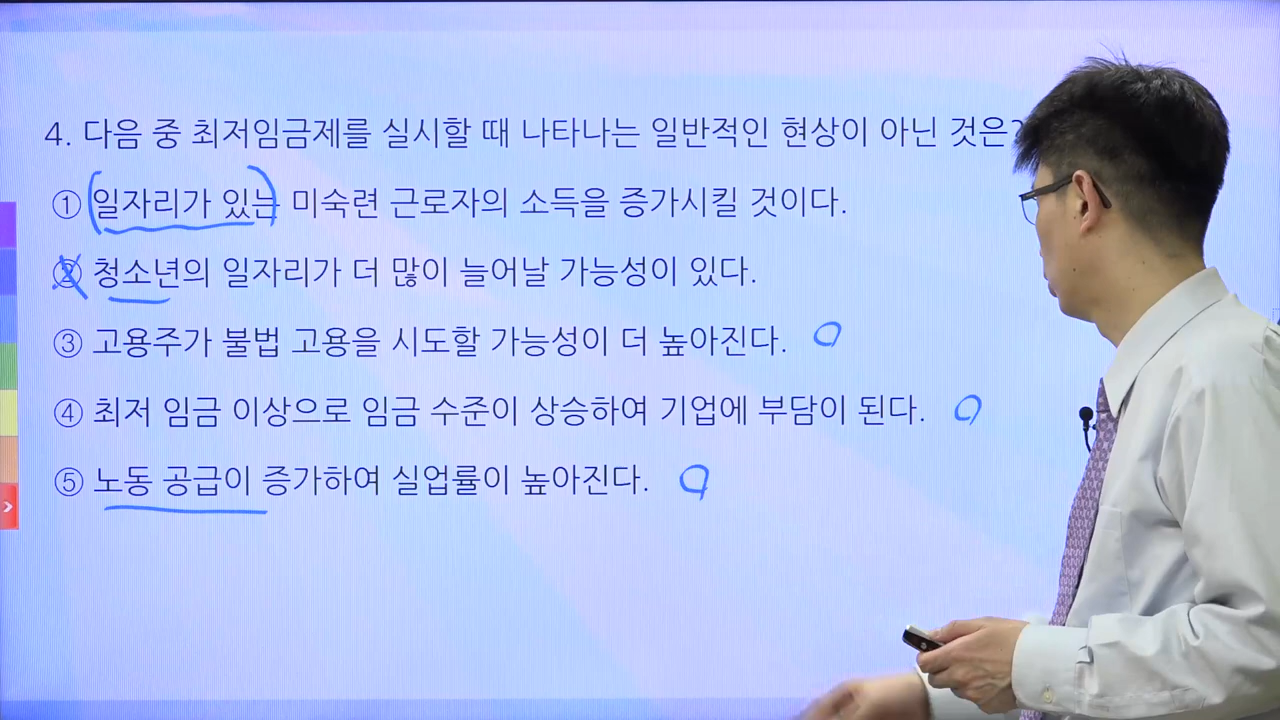 4. 다음 중 최저임금제를 실시할 때 나타나는 일반적인 현상이 아닌 것은?
① 일자리가 있는 미숙련 근로자의 소득을 증가시킬 것이다.
② 청소년의 일자리가 더 많이 늘어날 가능성이 있다.
③ 고용주가 불법 고용을 시도할 가능성이 더 높아진다.
④ 최저 임금 이상으로 임금 수준이 상승하여 기업에 부담이 된다.
⑤ 노동 공급이 증가하여 실업률이 높아진다.